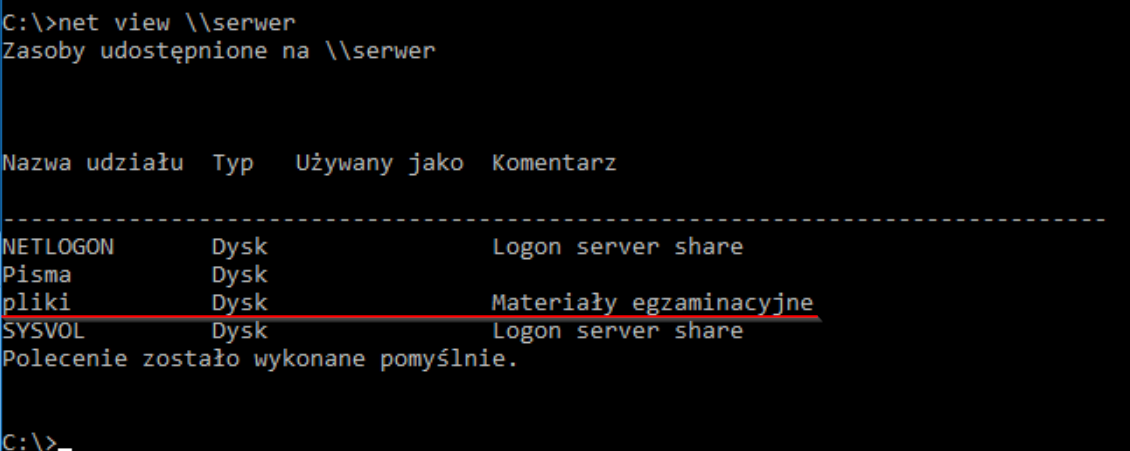 C:\>net view \\serwer
Zasoby udostępnione na \\serwer
Nazwa udziału  Typ   Używany jako  Komentarz
-------------------------------------------------------------------------------
NETLOGON       Dysk                Logon server share
Pisma          Dysk
pliki          Dysk                Materiały egzaminacyjne
SYSVOL         Dysk                Logon server share
Polecenie zostało wykonane pomyślnie.
C:\>_